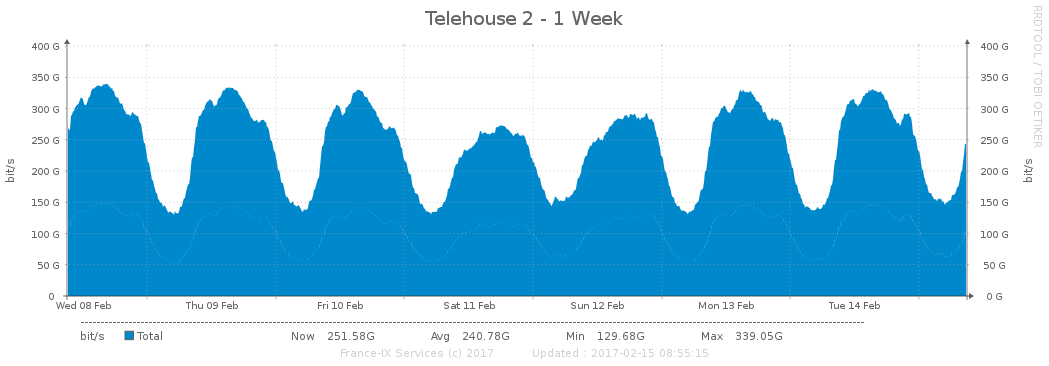 Telehouse 2 - 1 Week
RRDTOOL / TOBI OETIKER
bit/s
400 G 400 G
350 G 350 G
300 G 300 G
250 G 250 G
200 G 200 G
150 G 150 G
100 G 100 G
50 G 50 G
0 0 G
bit/s
Wed 08 Feb Thu 09 Feb Fri 10 Feb Sat 11 Feb Sun 12 Feb Mon 13 Feb Tue 14 Feb
bit/s Total Now 251.58G Avg 240.78G Min 129.68G Max 339.05G
France-IX Services (c) 2017 Updated : 2017-02-15 08:55:15